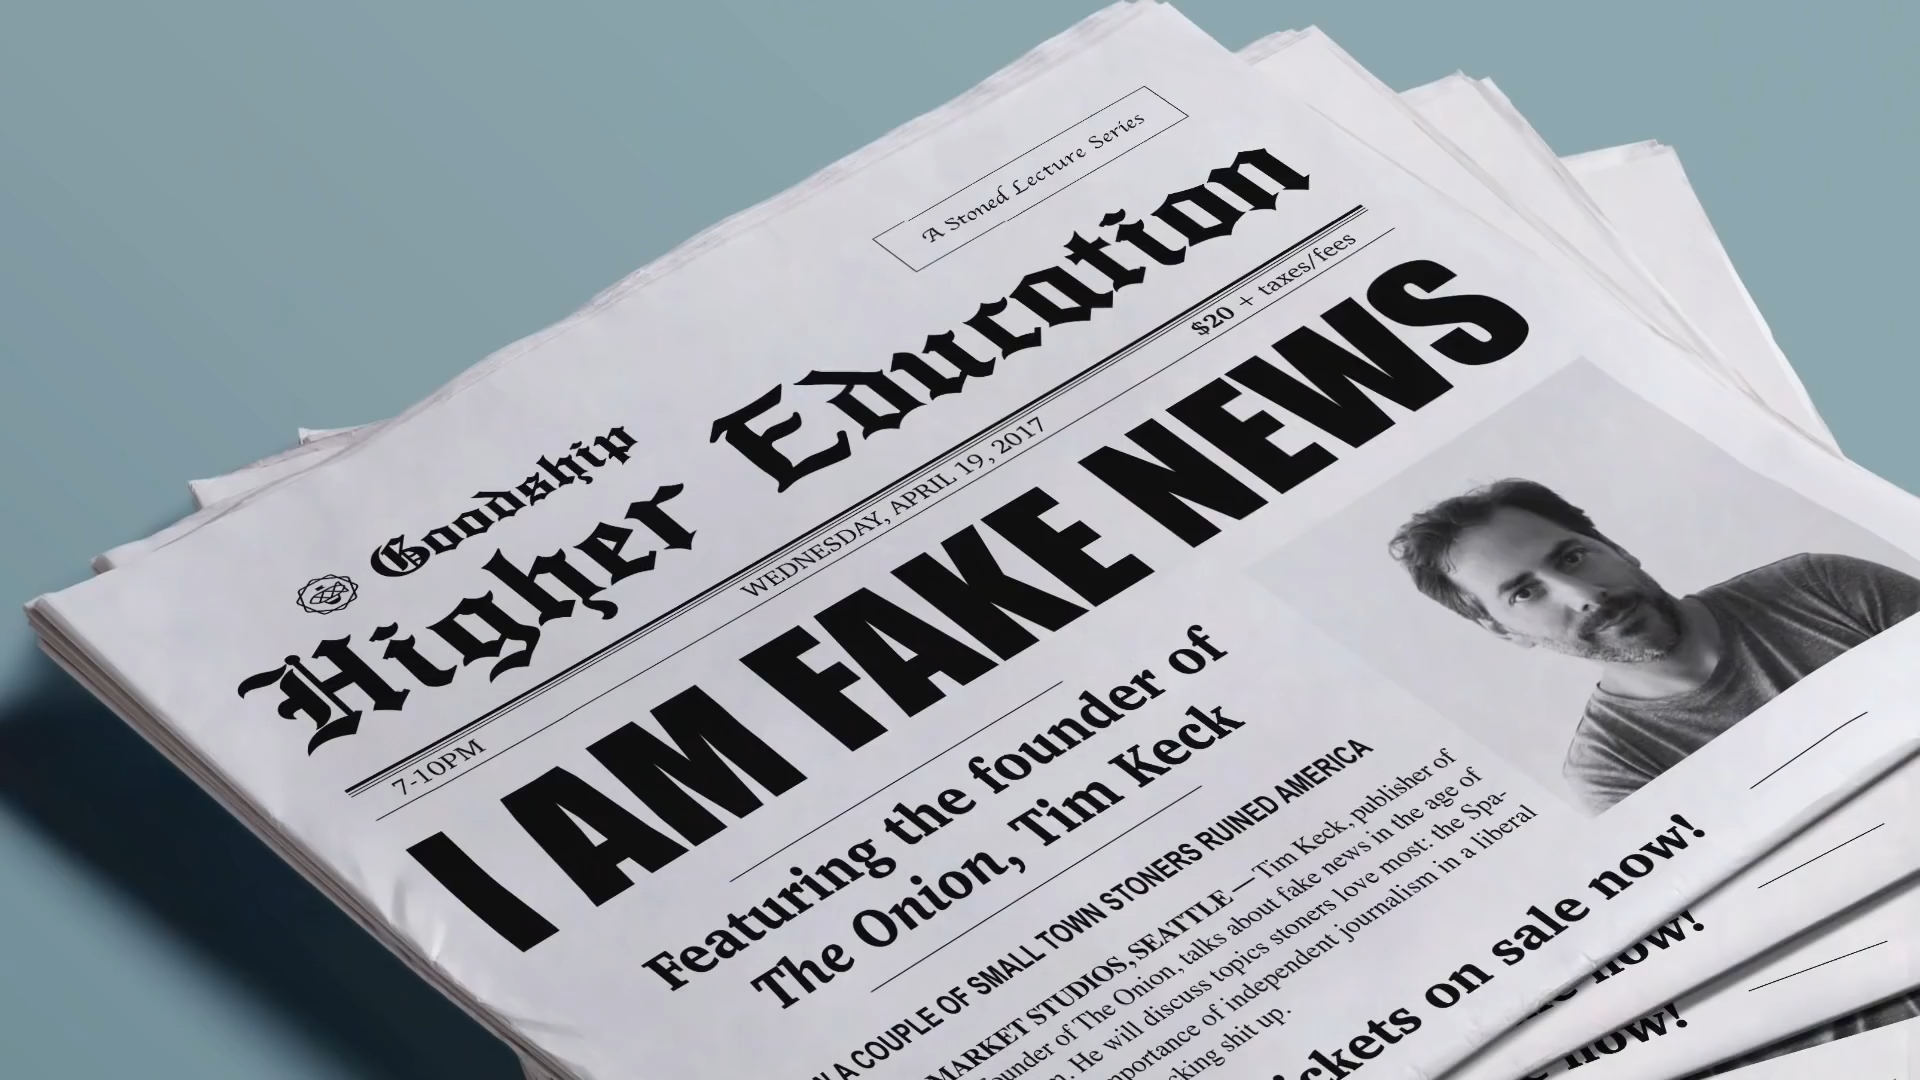 A Stoned Lecture Series
Goodship
Higher Education
7-10PM WEDNESDAY, APRIL 19, 2017 $20 + taxes/fees
I AM FAKE NEWS
Featuring the founder of
The Onion, Tim Keck
A COUPLE OF SMALL TOWN STONERS RUINED AMERICA
MARKET STUDIOS, SEATTLE — Tim Keck, publisher of
founder of The Onion, talks about fake news in the age of
. He will discuss topics stoners love most: the Spa-
importance of independent journalism in a liberal
shit up.
tickets on sale now!
now!
now!